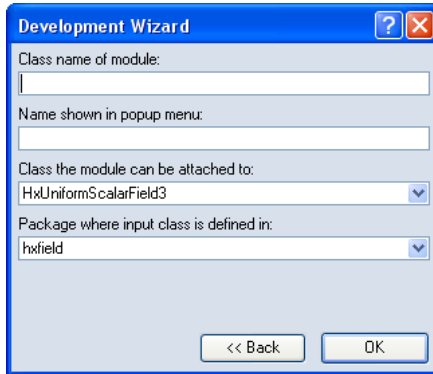 Development Wizard
Class name of module:
Name shown in popup menu:
Class the module can be attached to:
HxUniformScalarField3
Package where input class is defined in:
hxfield
<< Back OK